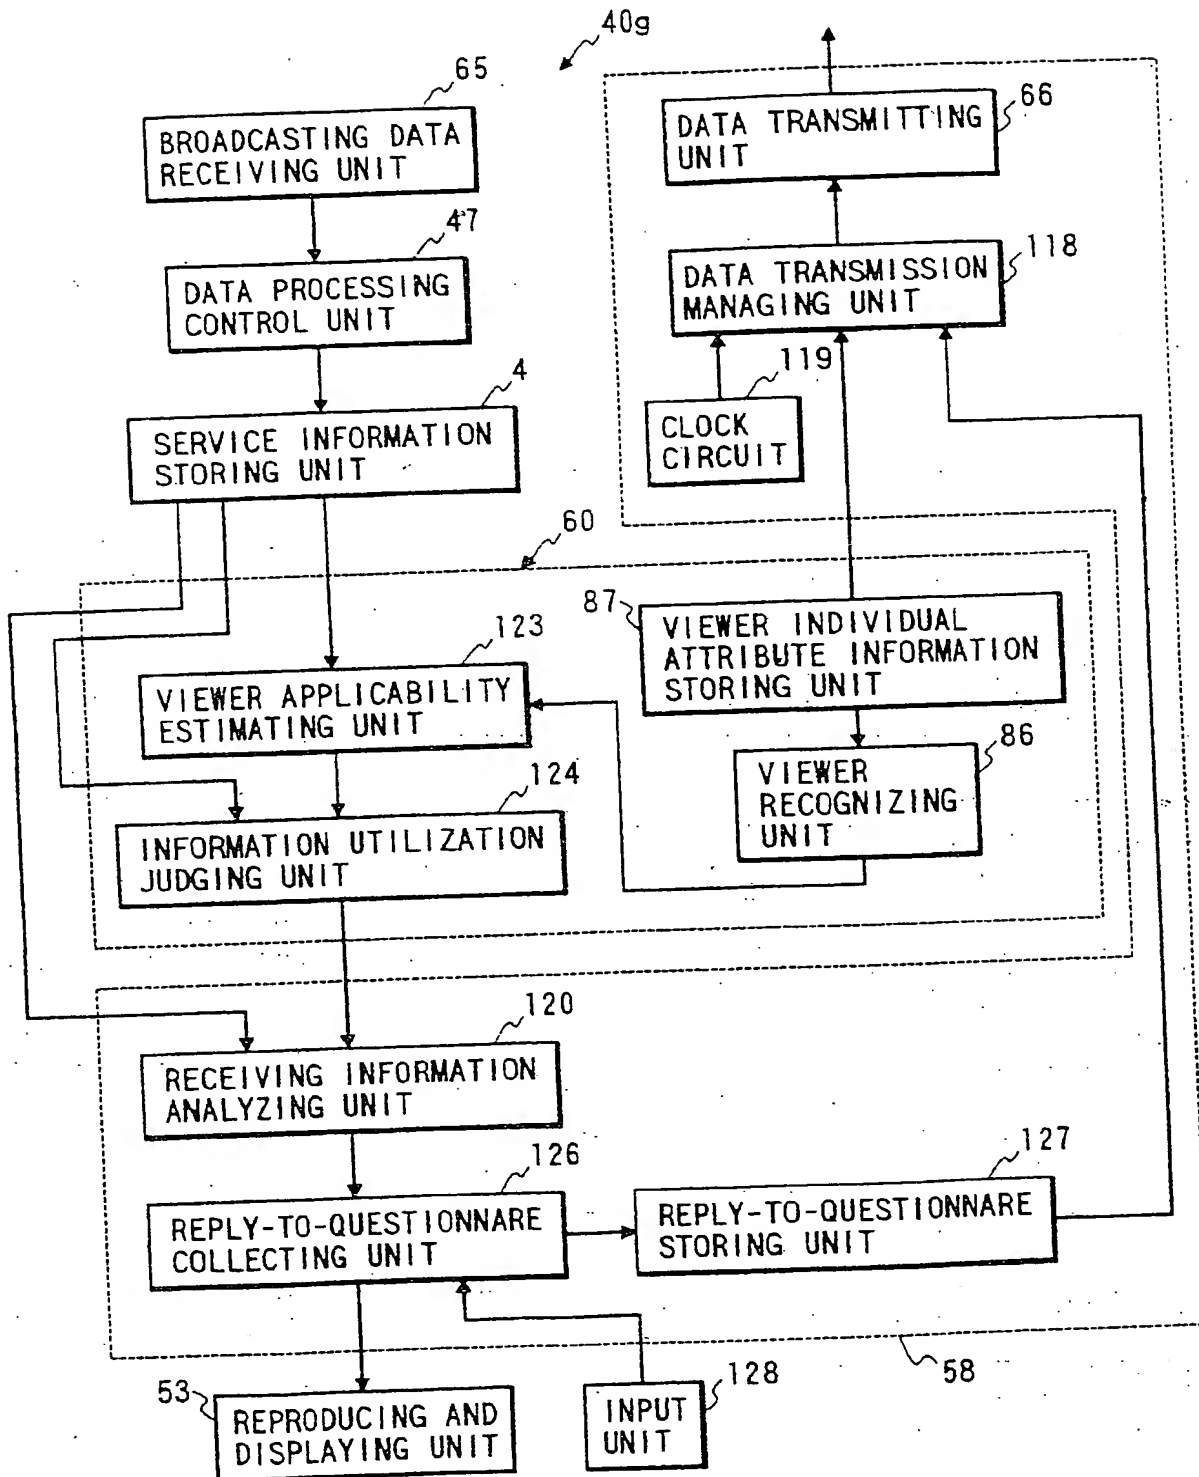 40g
65
BROADCASTING DATA
RECEIVING UNIT
47
DATA PROCESSING
CONTROL UNIT
4
SERVICE INFORMATION
STORING UNIT
DATA TRANSMITTING
UNIT
66
DATA TRANSMISSION
MANAGING UNIT
118
119
CLOCK
CIRCUIT
60
87
VIEWER INDIVIDUAL
ATTRIBUTE INFORMATION
STORING UNIT
123
VIEWER APPLICABILITY
ESTIMATING UNIT
86
VIEWER
RECOGNIZING
UNIT
124
INFORMATION UTILIZATION
JUDGING UNIT
120
RECEIVING INFORMATION
ANALYZING UNIT
126
REPLY-TO-QUESTIONNARE
COLLECTING UNIT
127
REPLY-TO-QUESTIONNARE
STORING UNIT
58
53
REPRODUCING AND
DISPLAYING UNIT
128
INPUT
UNIT